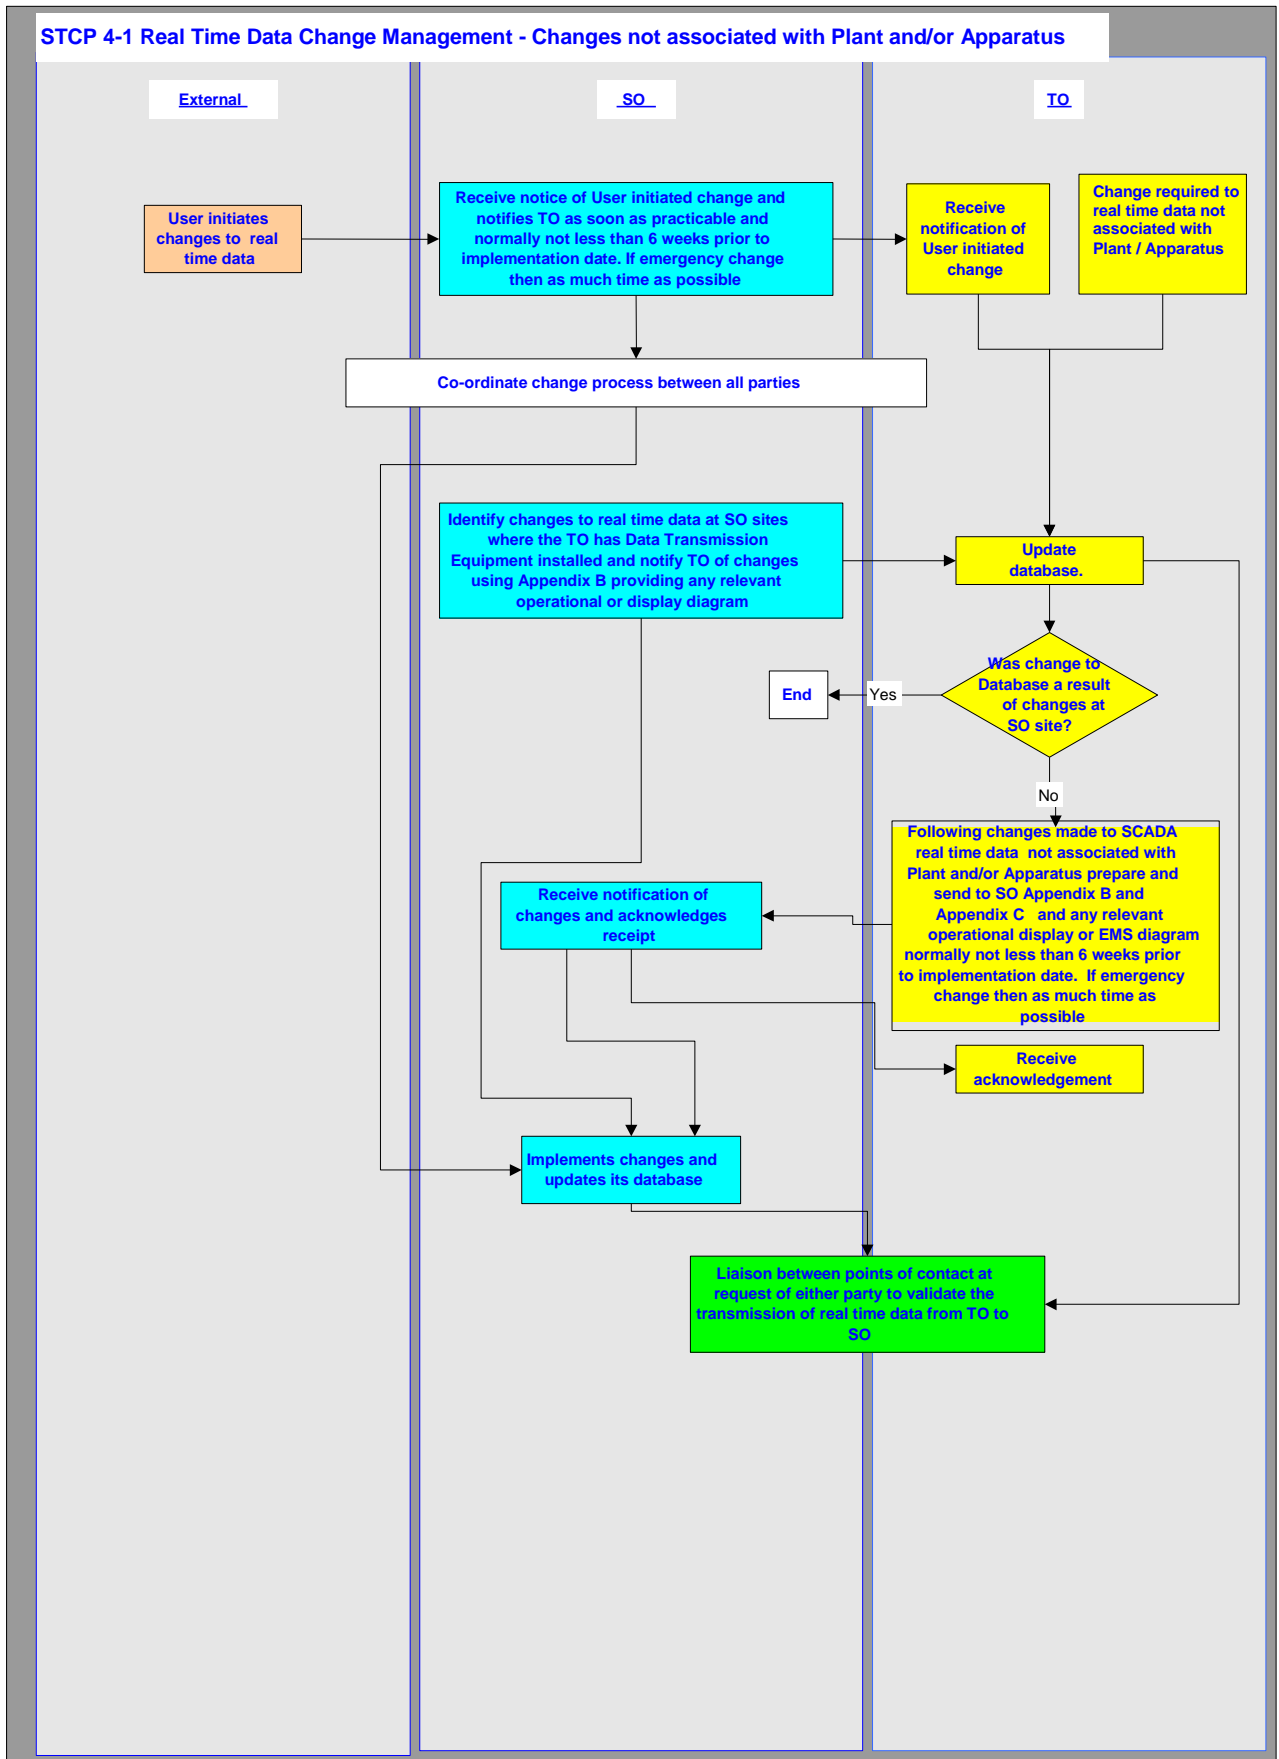 STCP 4-1 Real Time Data Change Management - Changes not associated with Plant and/or Apparatus
External
SO
TO
User initiates
changes to real
time data
Receive notice of User initiated change and
notifies TO as soon as practicable and
normally not less than 6 weeks prior to
implementation date. If emergency change
then as much time as possible
Receive
notification of
User initiated
change
Change required to
real time data not
associated with
Plant / Apparatus
Co-ordinate change process between all parties
Identify changes to real time data at SO sites
where the TO has Data Transmission
Equipment installed and notify TO of changes
using Appendix B providing any relevant
operational or display diagram
Update
database.
Was change to
Database a result
of changes at
SO site?
End
Yes
No
Following changes made to SCADA
real time data not associated with
Plant and/or Apparatus prepare and
send to SO Appendix B and
Appendix C and any relevant
operational display or EMS diagram
normally not less than 6 weeks prior
to implementation date. If emergency
change then as much time as
possible
Receive notification of
changes and acknowledges
receipt
Receive
acknowledgement
Implements changes and
updates its database
Liaison between points of contact at
request of either party to validate the
transmission of real time data from TO to
SO